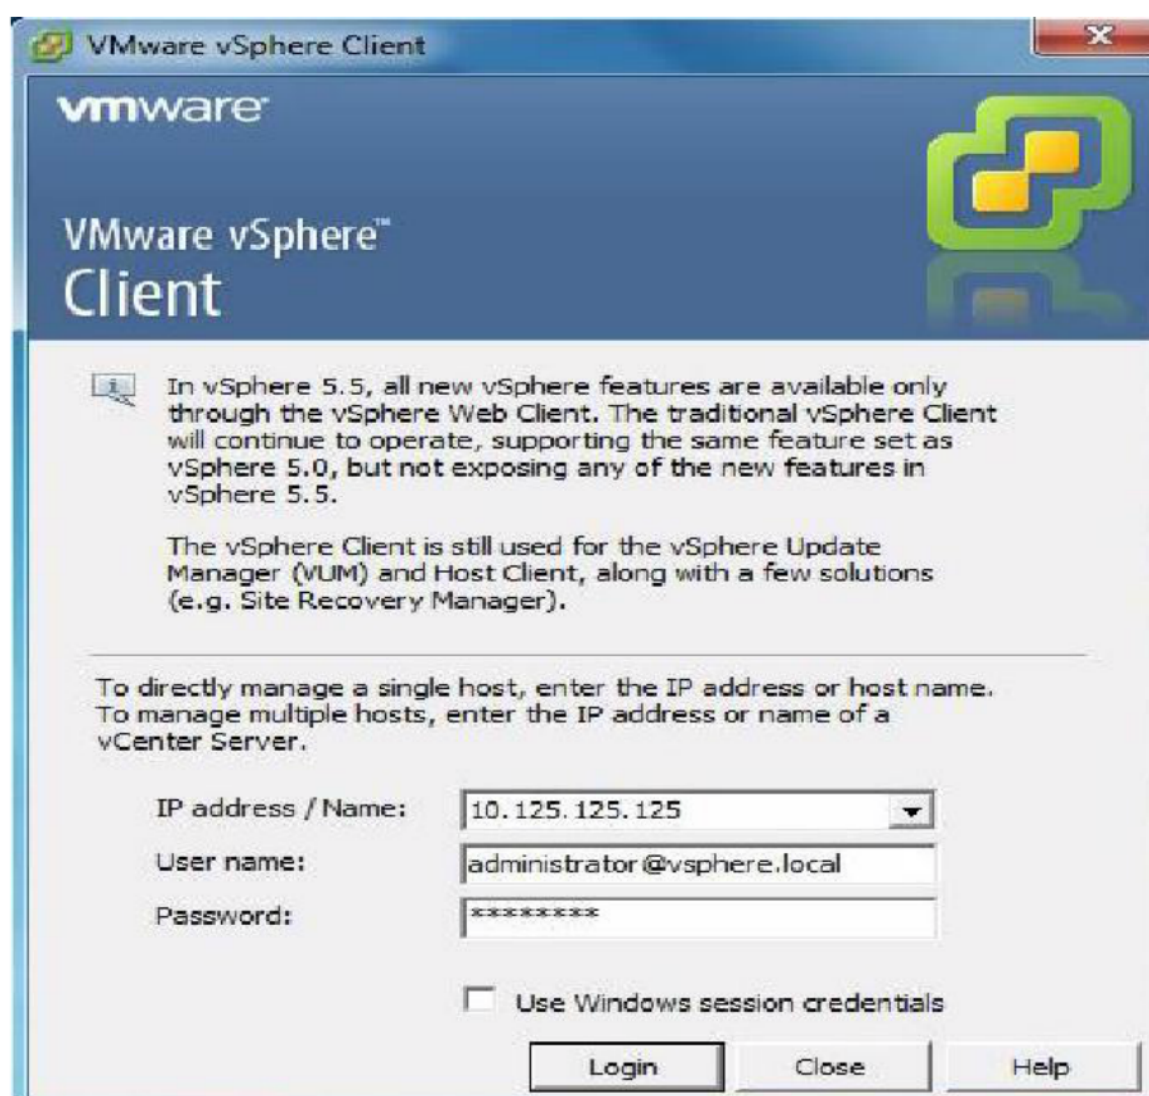 VMware vSphere Client
vmware
VMware vSphere™
Client
In vSphere 5.5, all new vSphere features are available only
through the vSphere Web Client. The traditional vSphere Client
will continue to operate, supporting the same feature set as
vSphere 5.0, but not exposing any of the new features in
vSphere 5.5.
The vSphere Client is still used for the vSphere Update
Manager (VUM) and Host Client, along with a few solutions
(e.g. Site Recovery Manager).
To directly manage a single host, enter the IP address or host name.
To manage multiple hosts, enter the IP address or name of a
vCenter Server.
IP address / Name: 10.125.125.125
User name: administrator@vsphere.local
Password: ********
Use Windows session credentials
Login Close Help